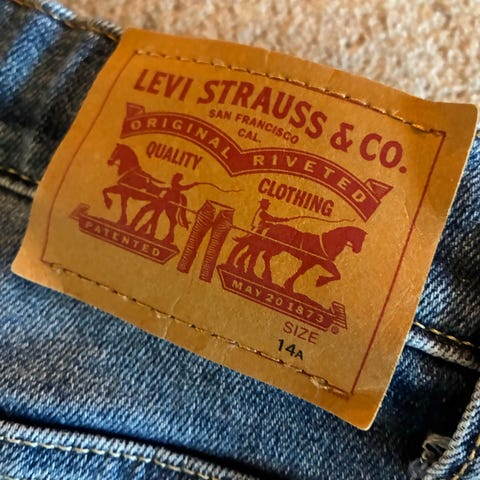 LEVI STRAUSS & CO.
SAN FRANCISCO
CAL.
ORIGINAL RIVETED
QUALITY CLOTHING
PATENTED
MAY 20 1873
®
SIZE
14A